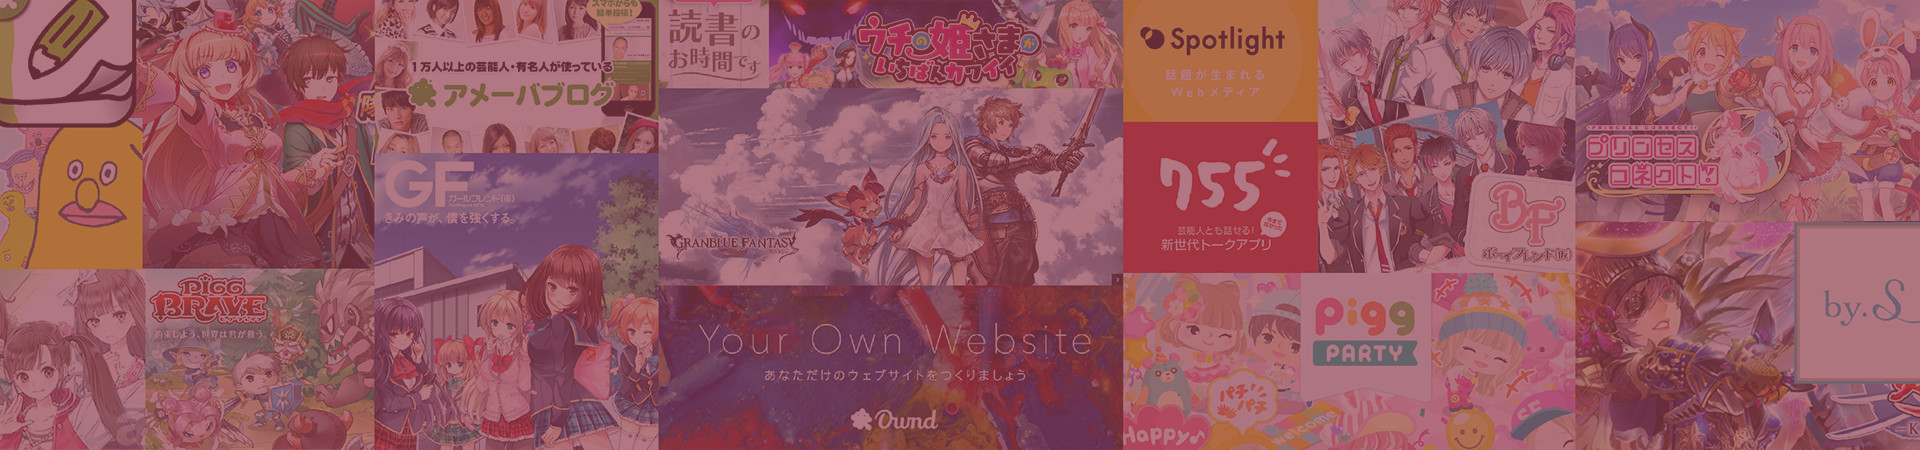 スマホからも
簡単投稿!
1万人以上の芸能人・有名人が使っている
アメーバブログ
GF
ガールフレンド(仮)
きみの声が、僕を強くする。
PIGG
BRAVE
約束しよう、世界は君が救う。
読書の
お時間です
ウチの姫さまが
いちばんカワイイ
GRANBLUE FANTASY
Your Own Website
あなただけのウェブサイトをつくりましょう
Ownd
Spotlight
話題が生まれる
Webメディア
755
芸能人とも話せる!
新世代トークアプリ
BF
ボーイフレンド(仮)
Pigg
PARTY
パチ
パチ
Happy♪
welcome
PRINCESS CONNECT!
プリンセス
コネクト!
by.S